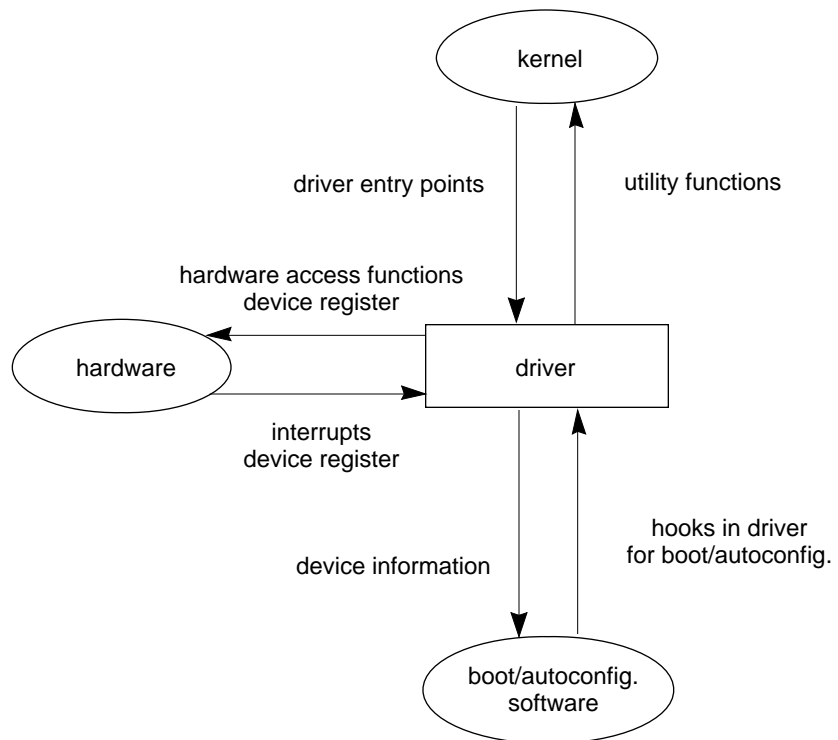 kernel
driver entry points
utility functions
hardware access functions
device register
hardware
driver
interrupts
device register
hooks in driver
for boot/autoconfig.
device information
boot/autoconfig.
software